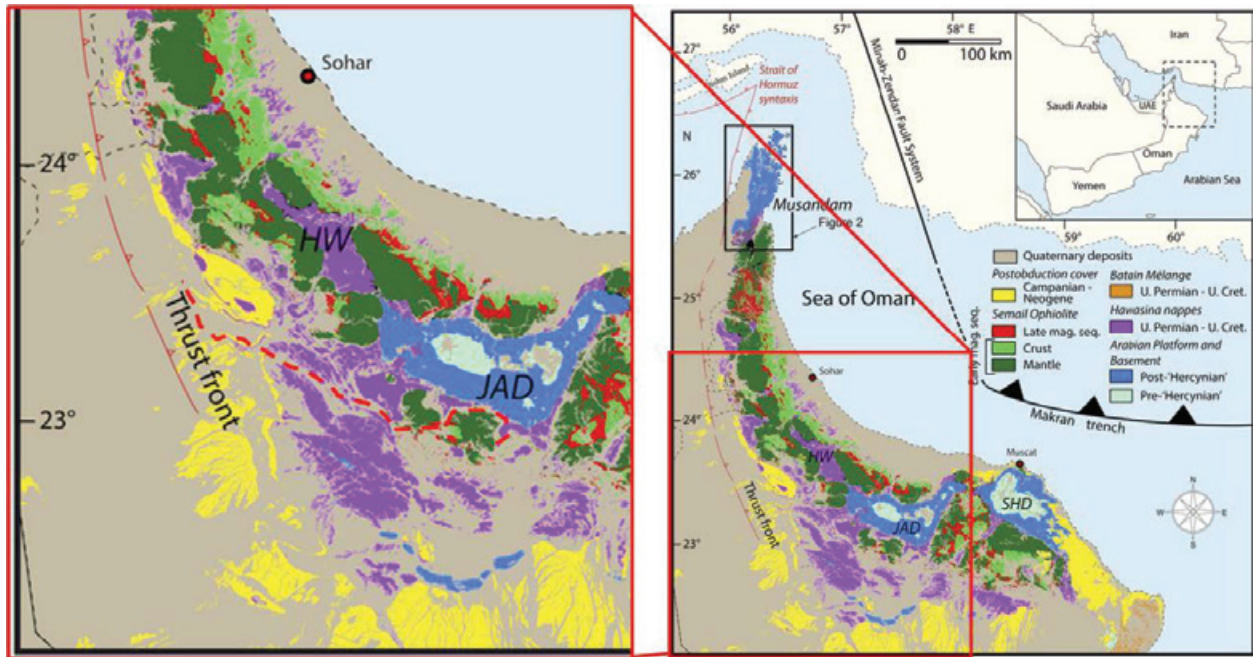 Sohar
24°
HW
Thrust front
JAD
23°
56°
57°
58° E
0
100 km
27°
Iran
Saudi Arabia
UAE
Oman
Yemen
Arabian Sea
Strait of
Hormuz
syntaxis
Minab-Zendan Fault System
N
26°
Musandam
Figure 2
59°
60°
25°
Sea of Oman
Quaternary deposits
Postobduction cover
Campanian -
Neogene
Semail Ophiolite
Late mag. seq.
Crust
Mantle
Early mag. seq.
Batain Mélange
U. Permian - U. Cret.
Hawasina nappes
U. Permian - U. Cret.
Arabian Platform and
Basement
Post-'Hercynian'
Pre-'Hercynian'
Makran trench
Sohar
24°
Muscat
HW
SHD
Thrust front
JAD
23°
N
W
E
S